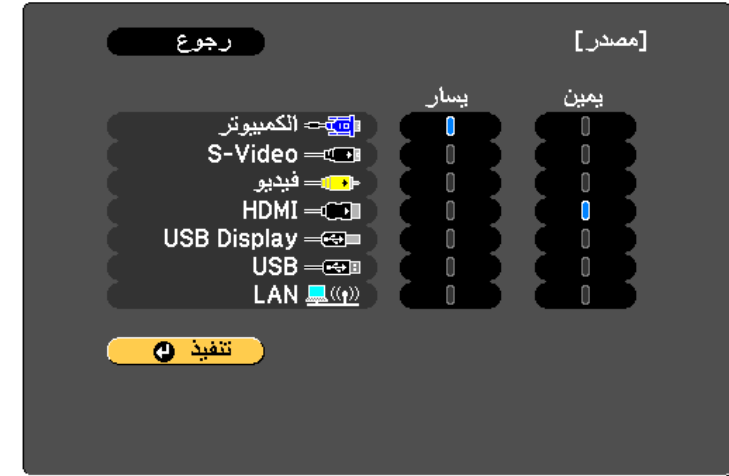 [مصدر]
رجوع
يمين
يسار
الكمبيوتر
S-Video
فيديو
HDMI
USB Display
USB
LAN
تنفيذ